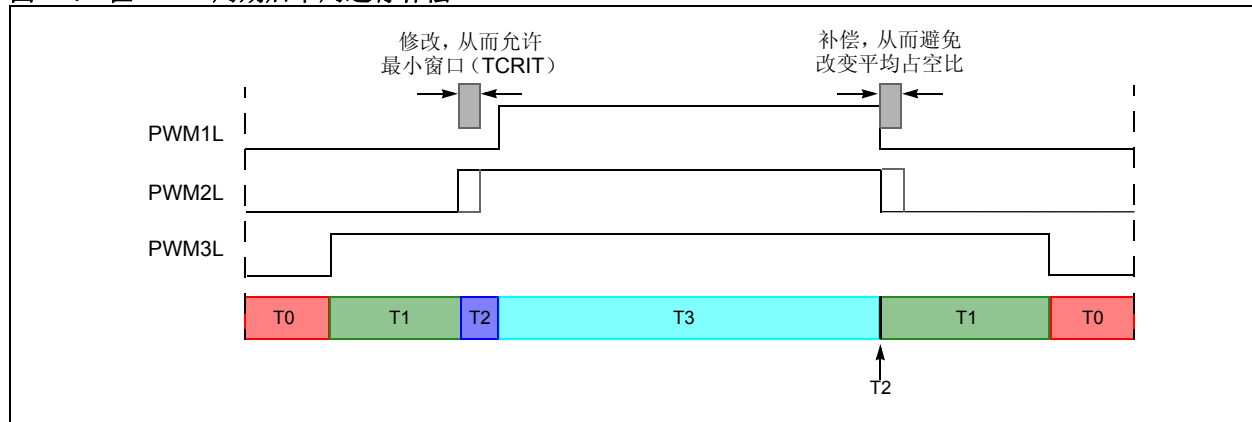 修改，从而允许
最小窗口（TCRIT）
补偿，从而避免
改变平均占空比
PWM1L
PWM2L
PWM3L
T0
T1
T2
T3
T1
T0
T2